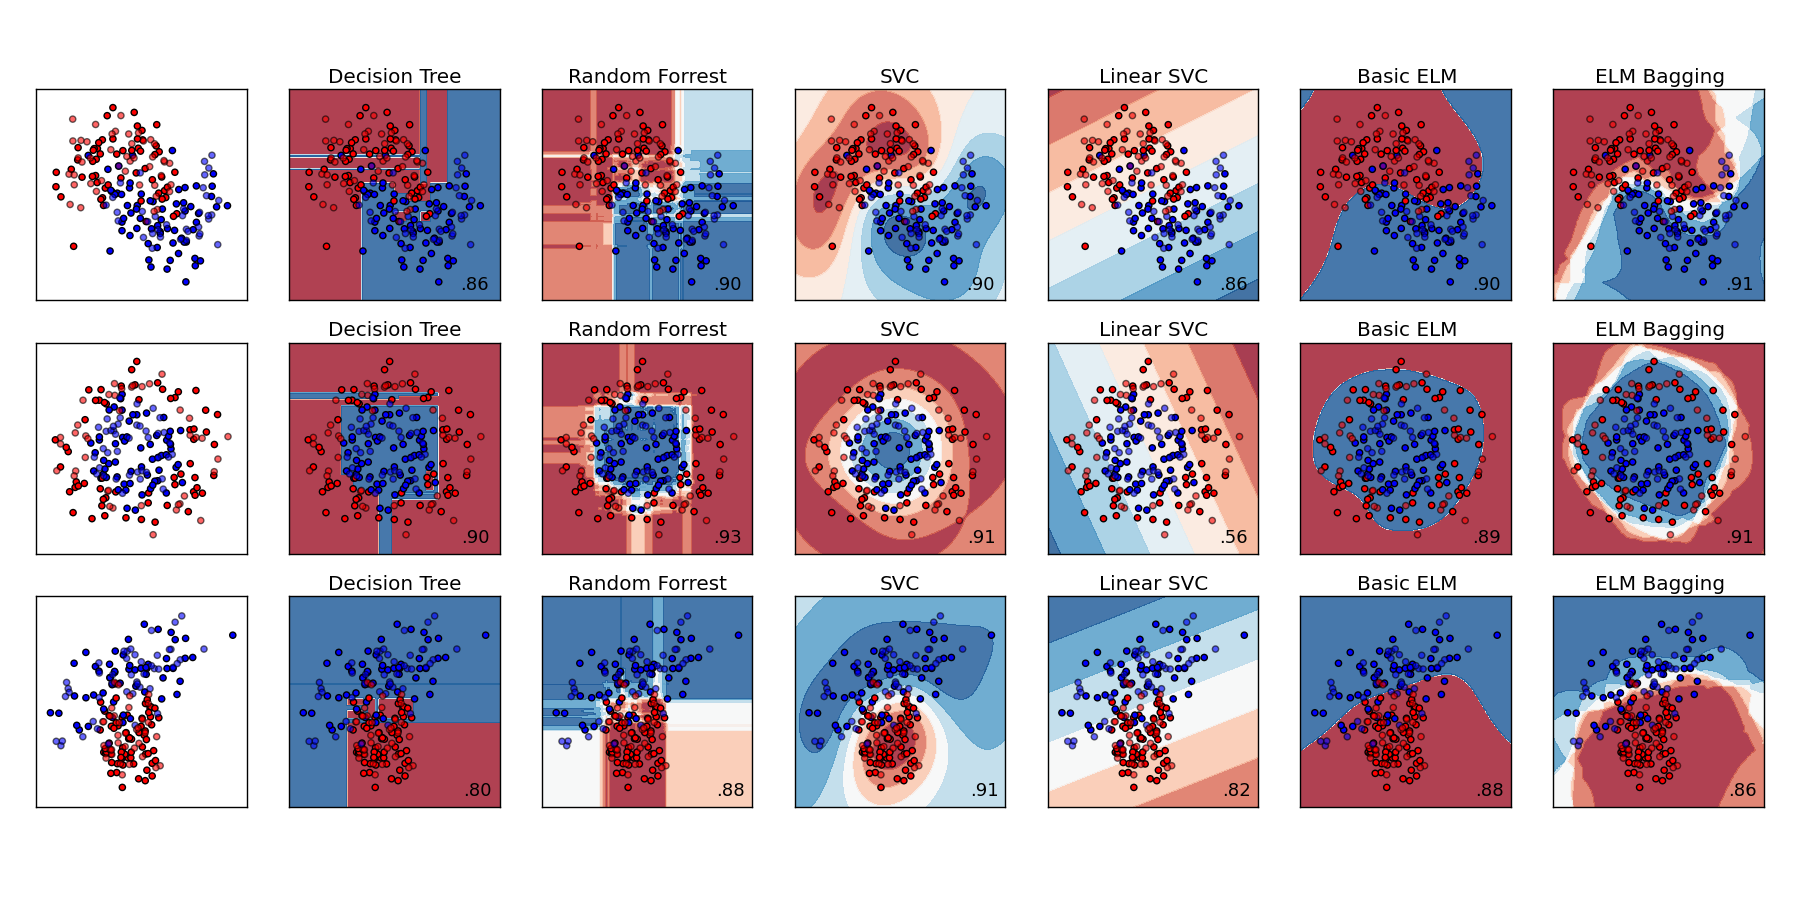 Decision Tree Random Forrest SVC Linear SVC Basic ELM ELM Bagging
.86 .90 .90 .86 .90 .91
Decision Tree Random Forrest SVC Linear SVC Basic ELM ELM Bagging
.90 .93 .91 .56 .89 .91
Decision Tree Random Forrest SVC Linear SVC Basic ELM ELM Bagging
.80 .88 .91 .82 .88 .86